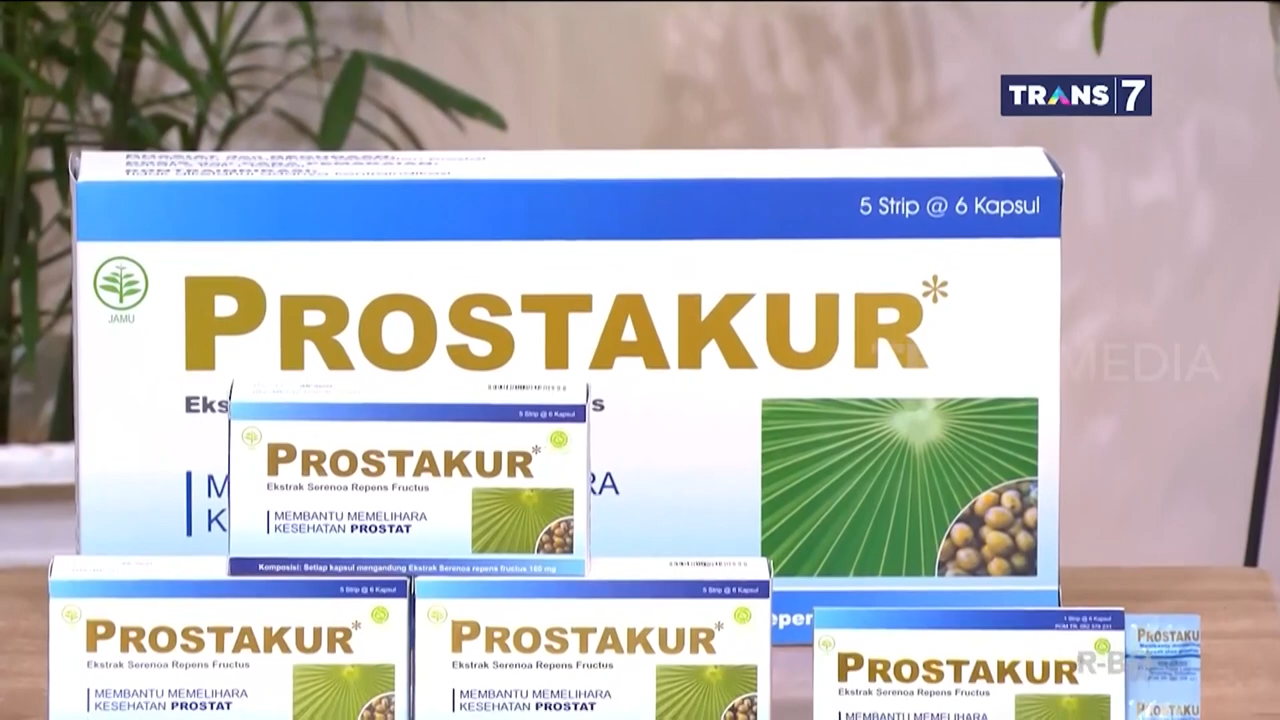 TRANS 7
5 Strip @ 6 Kapsul
JAMU
PROSTAKUR*
MEDIA
5 Strip @ 6 Kapsul
PROSTAKUR*
Ekstrak Serenoa Repens Fructus
MEMBANTU MEMELIHARA
KESEHATAN PROSTAT
Komposisi: Setiap kapsul mengandung Ekstrak Serenoa repens fructus 160 mg
5 Strip @ 6 Kapsul
PROSTAKUR*
Ekstrak Serenoa Repens Fructus
MEMBANTU MEMELIHARA
KESEHATAN PROSTAT
5 Strip @ 6 Kapsul
PROSTAKUR*
Ekstrak Serenoa Repens Fructus
MEMBANTU MEMELIHARA
KESEHATAN PROSTAT
1 Strip @ 6 Kapsul
PROSTAKUR
Ekstrak Serenoa Repens Fructus
MEMBANTU MEMELIHARA
PROSTAKU
PROSTAKU